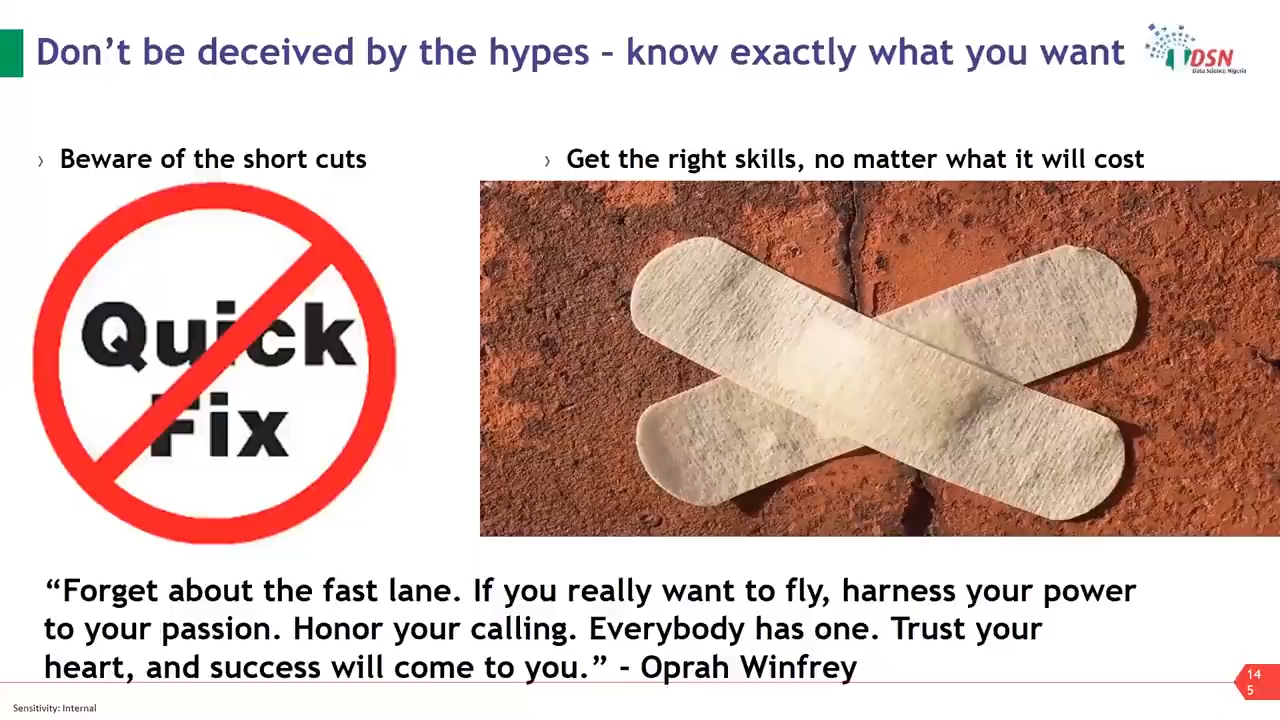 Don’t be deceived by the hypes – know exactly what you want
DSN
Data Science Nigeria
› Beware of the short cuts
› Get the right skills, no matter what it will cost
Quick
Fix
“Forget about the fast lane. If you really want to fly, harness your power
to your passion. Honor your calling. Everybody has one. Trust your
heart, and success will come to you.” – Oprah Winfrey
14
5
Sensitivity: Internal